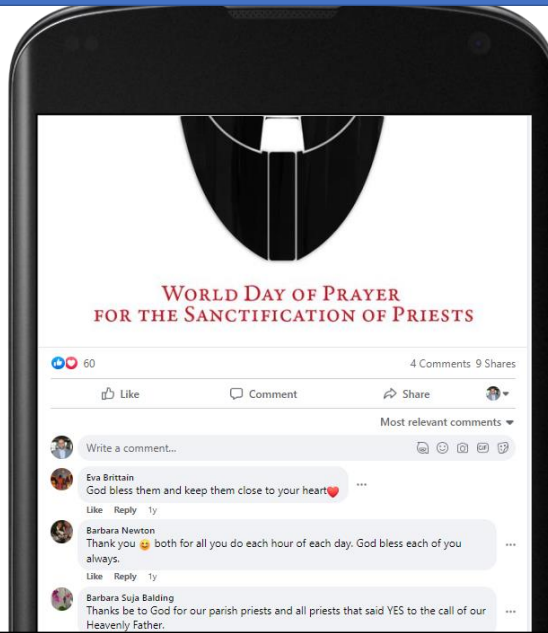 WORLD DAY OF PRAYER
FOR THE SANCTIFICATION OF PRIESTS
60
4 Comments 9 Shares
Like Comment Share
Most relevant comments
Write a comment...
GIF
Eva Brittain
God bless them and keep them close to your heart❤️
Like Reply 1y
Barbara Newton
Thank you 😊 both for all you do each hour of each day. God bless each of you
always.
Like Reply 1y
Barbara Suja Balding
Thanks be to God for our parish priests and all priests that said YES to the call of our
Heavenly Father.